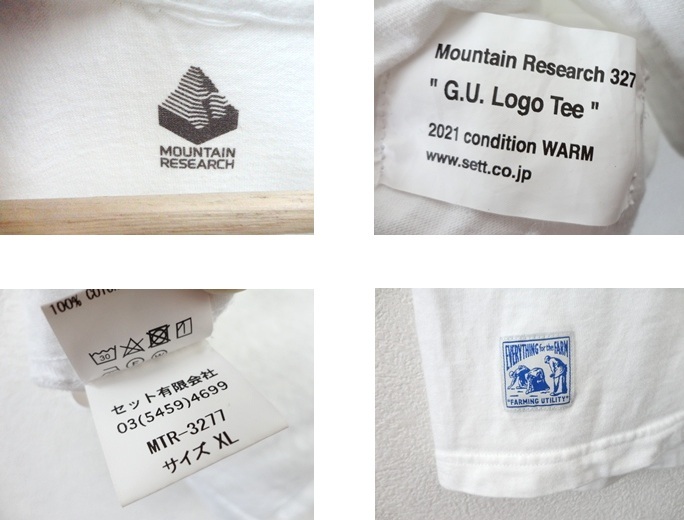 MOUNTAIN
RESEARCH
Mountain Research 327
" G.U. Logo Tee "
2021 condition WARM
www.sett.co.jp
100%
30
セット有限会社
03(5459)4699
MTR-3277
サイズ XL
EVERYTHING for the FARM
"FARMING UTILITY"